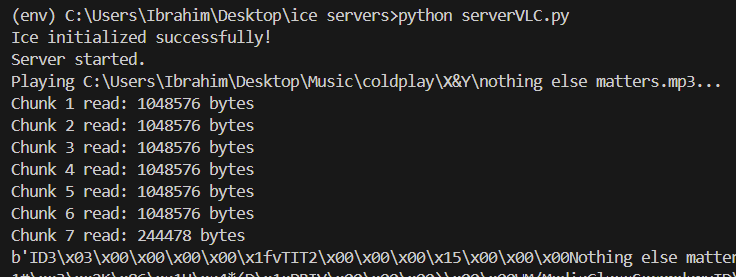 (env) C:\Users\Ibrahim\Desktop\ice servers>python serverVLC.py
Ice initialized successfully!
Server started.
Playing C:\Users\Ibrahim\Desktop\Music\coldplay\X&Y\nothing else matters.mp3...
Chunk 1 read: 1048576 bytes
Chunk 2 read: 1048576 bytes
Chunk 3 read: 1048576 bytes
Chunk 4 read: 1048576 bytes
Chunk 5 read: 1048576 bytes
Chunk 6 read: 1048576 bytes
Chunk 7 read: 244478 bytes
b'ID3\x03\x00\x00\x00\x00\x1fvTIT2\x00\x00\x00\x15\x00\x00\x00Nothing else matter